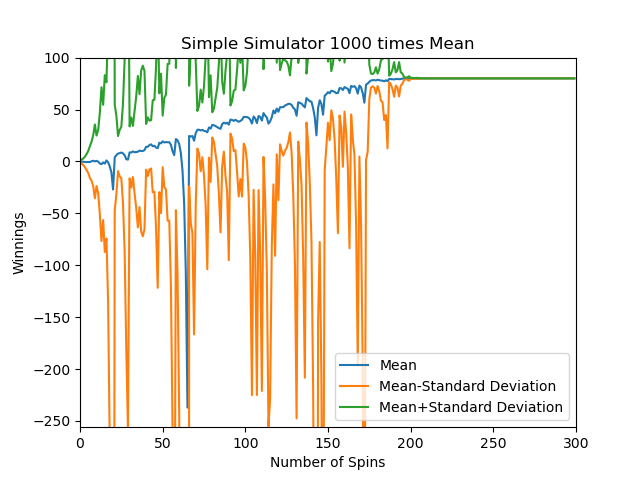 Simple Simulator 1000 times Mean
100
50
0
−50
−100
−150
−200
−250
Winnings
0
50
100
150
200
250
300
Number of Spins
Mean
Mean-Standard Deviation
Mean+Standard Deviation